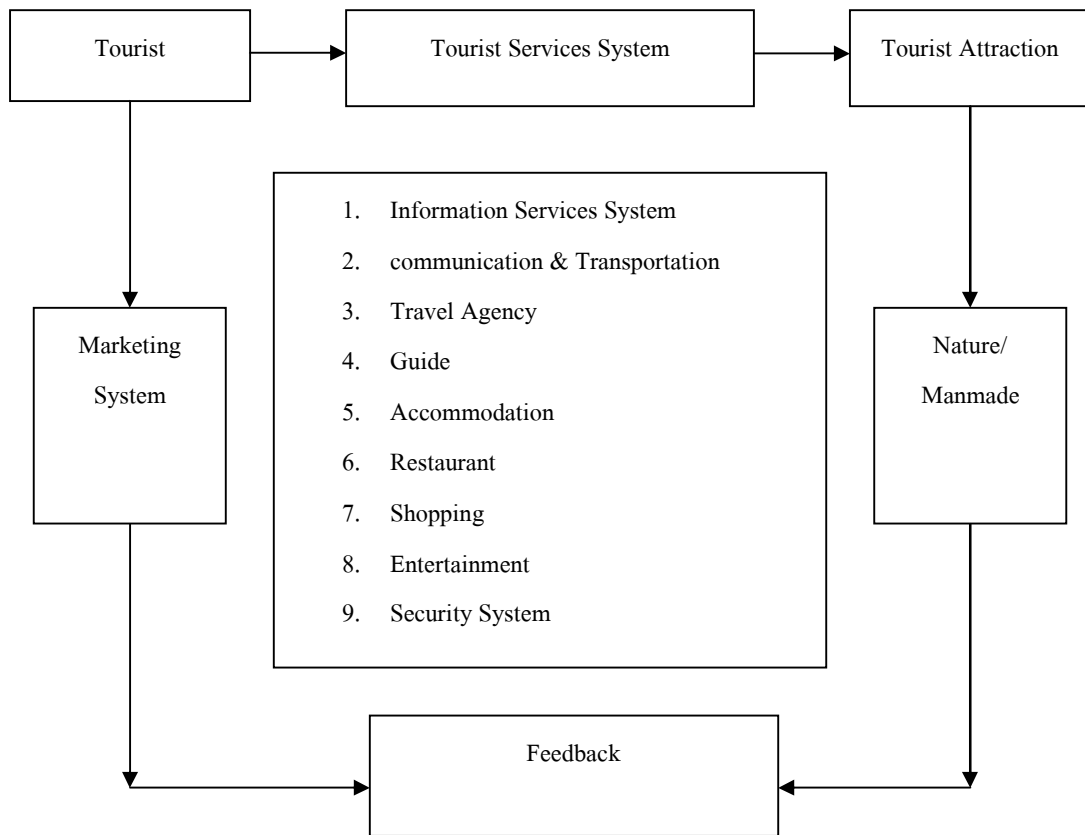 Tourist
Tourist Services System
Tourist Attraction
1. Information Services System
2. communication & Transportation
3. Travel Agency
4. Guide
5. Accommodation
6. Restaurant
7. Shopping
8. Entertainment
9. Security System
Marketing
System
Nature/
Manmade
Feedback